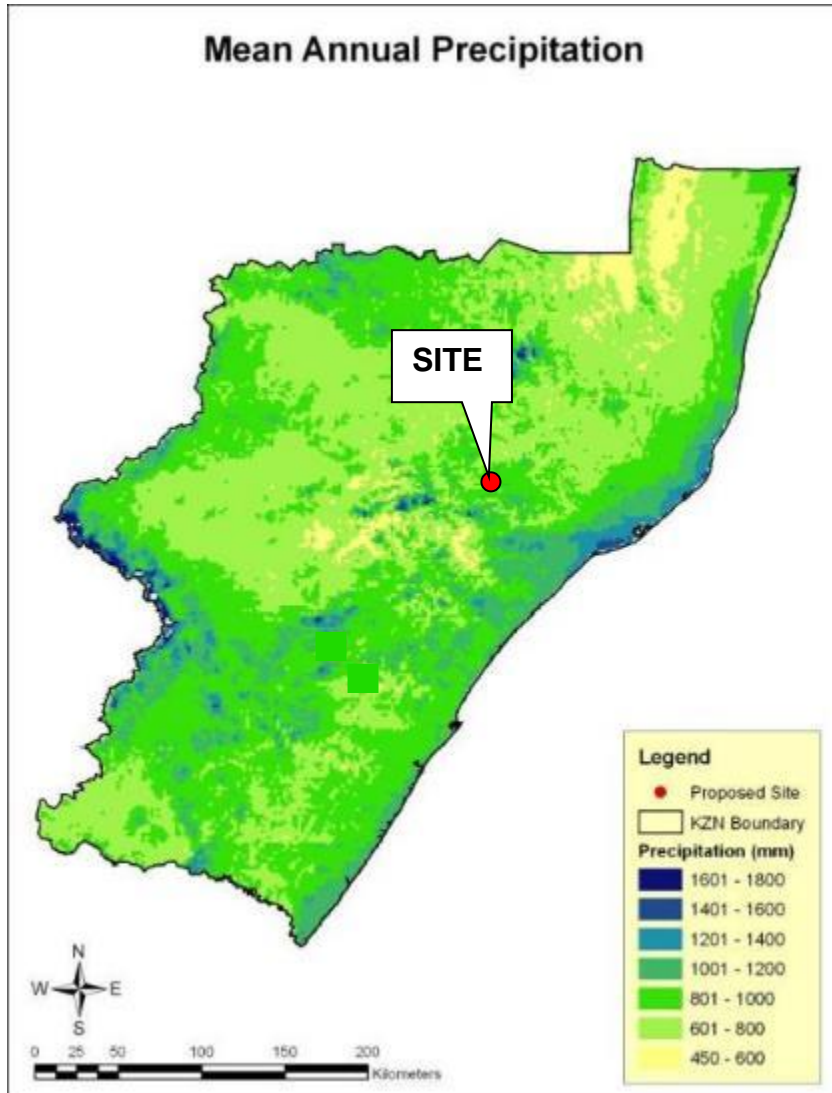 Mean Annual Precipitation
SITE
Legend
Proposed Site
KZN Boundary
Precipitation (mm)
1601 - 1800
1401 - 1600
1201 - 1400
1001 - 1200
801 - 1000
601 - 800
450 - 600
N
W E
S
0 25 50 100 150 200
Kilometers